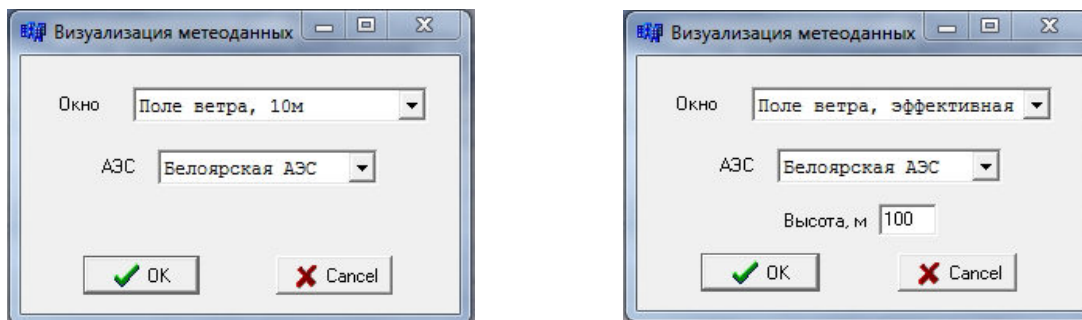 Визуализация метеоданных
Окно Поле ветра, 10м
АЭС Белоярская АЭС
OK Cancel
Визуализация метеоданных
Окно Поле ветра, эффективная
АЭС Белоярская АЭС
Высота, м 100
OK Cancel